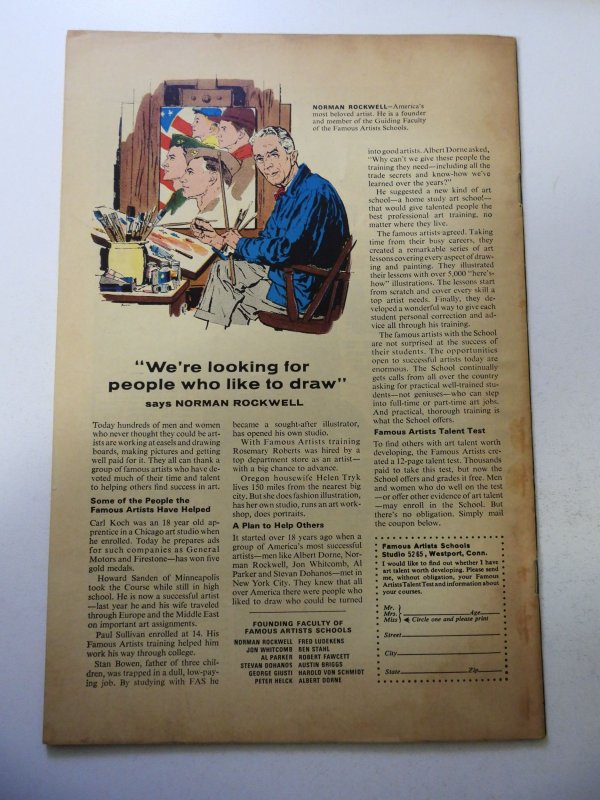 NORMAN ROCKWELL—America's
most beloved artist. He is a founder
and member of the Guiding Faculty
of the Famous Artists Schools.
"We're looking for
people who like to draw"
says NORMAN ROCKWELL
Today hundreds of men and women
who never thought they could be art-
ists are working at easels and drawing
boards, making pictures and getting
well paid for it. They all can thank a
group of famous artists who have de-
voted much of their time and talent
to helping others find success in art.
Some of the People the
Famous Artists Have Helped
Carl Koch was an 18 year old ap-
prentice in a Chicago art studio when
he enrolled. Today he prepares ads
for such companies as General
Motors and Firestone—has won five
gold medals.
Howard Sanden of Minneapolis
took the Course while still in high
school. He is now a successful artist
—last year he and his wife traveled
through Europe and the Middle East
on important art assignments.
Paul Sullivan enrolled at 14. His
Famous Artists training helped him
work his way through college.
Stan Bowen, father of three chil-
dren, was trapped in a dull, low-pay-
ing job. By studying with FAS he
became a sought-after illustrator,
has opened his own studio.
With Famous Artists training
Rosemary Roberts was hired by a
top department store as an artist—
with a big chance to advance.
Oregon housewife Helen Tryk
lives 150 miles from the nearest big
city. But she does fashion illustration,
has her own studio, runs an art work-
shop, does portraits.
A Plan to Help Others
It started over 18 years ago when a
group of America's most successful
artists—men like Albert Dorne, Nor-
man Rockwell, Jon Whitcomb, Al
Parker and Stevan Dohanos—met in
New York City. They knew that all
over America there were people who
liked to draw who could be turned
FOUNDING FACULTY OF
FAMOUS ARTISTS SCHOOLS
NORMAN ROCKWELL FRED LUDEKENS
JON WHITCOMB BEN STAHL
AL PARKER ROBERT FAWCETT
STEVAN DOHANOS AUSTIN BRIGGS
GEORGE GIUSTI HAROLD VON SCHMIDT
PETER HELCK ALBERT DORNE
into good artists. Albert Dorne asked,
"Why can't we give these people the
training they need—including all the
trade secrets and know-how we've
learned over the years?"
He suggested a new kind of art
school—a home study art school—
that would give talented people the
best professional art training, no
matter where they live.
The famous artists agreed. Taking
time from their busy careers, they
created a remarkable series of art
lessons covering every aspect of draw-
ing and painting. They illustrated
their lessons with over 5,000 "here's-
how" illustrations. The lessons start
from scratch and cover every skill a
top artist needs. Finally, they de-
veloped a wonderful way to give each
student personal correction and ad-
vice all through his training.
The famous artists with the School
are not surprised at the success of
their students. The opportunities
open to successful artists today are
enormous. The School continually
gets calls from all over the country
asking for practical well-trained stu-
dents—not geniuses—who can step
into full-time or part-time art jobs.
And practical, thorough training is
what the School offers.
Famous Artists Talent Test
To find others with art talent worth
developing, the Famous Artists cre-
ated a 12-page talent test. Thousands
paid to take this test, but now the
School offers and grades it free. Men
and women who do well on the test
—or offer other evidence of art talent
—may enroll in the School. But
there's no obligation. Simply mail
the coupon below.
Famous Artists Schools
Studio 5265, Westport, Conn.
I would like to find out whether I have
art talent worth developing. Please send
me, without obligation, your Famous
Artists Talent Test and information about
your courses.
Mr.
Mrs. Age
Miss Circle one and please print
Street
City
State Zip